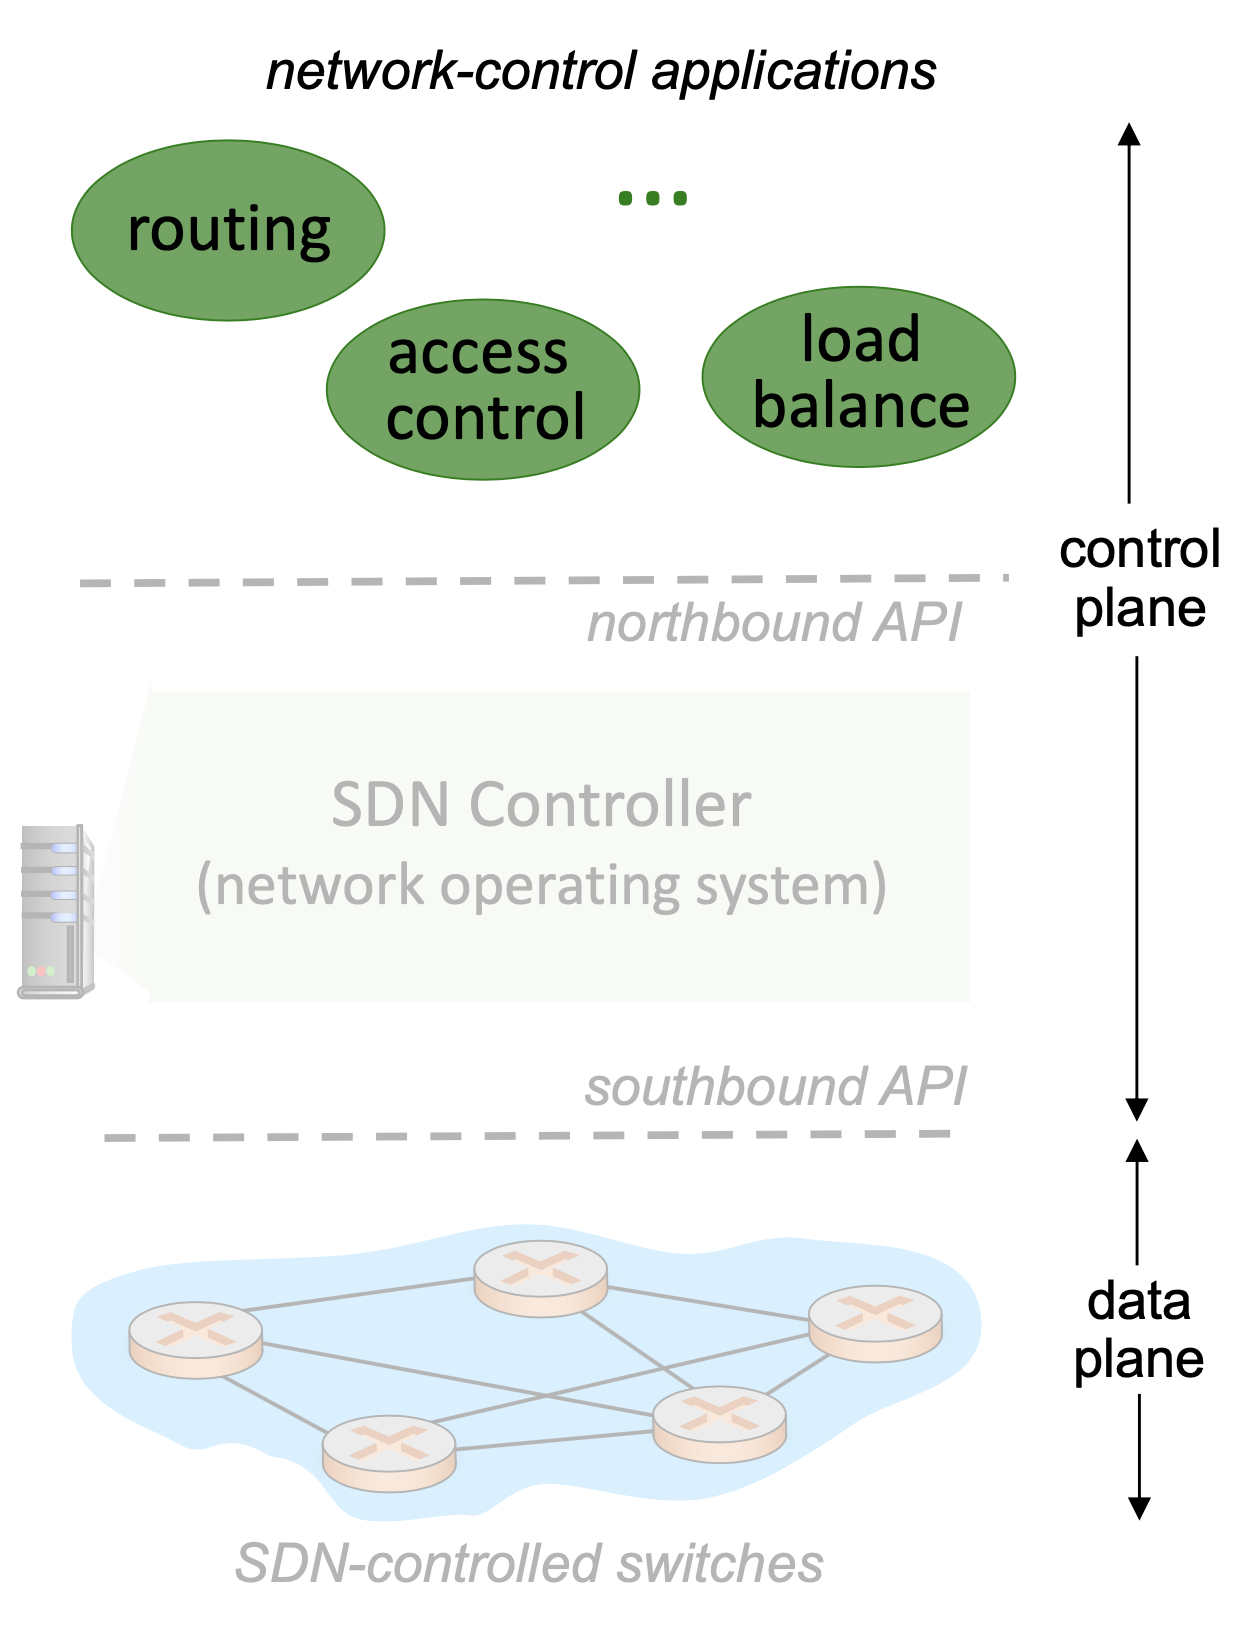 network-control applications
routing
...
access
control
load
balance
control
plane
northbound API
SDN Controller
(network operating system)
southbound API
data
plane
SDN-controlled switches